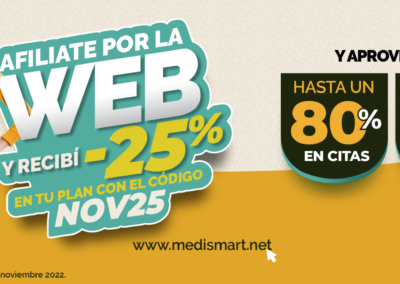 AFILIATE POR LA
WEB
Y RECIBÍ -25%
EN TU PLAN CON EL CÓDIGO
NOV25
Y
HASTA UN
80%
EN CITAS
www.medismart.net
noviembre 2022.